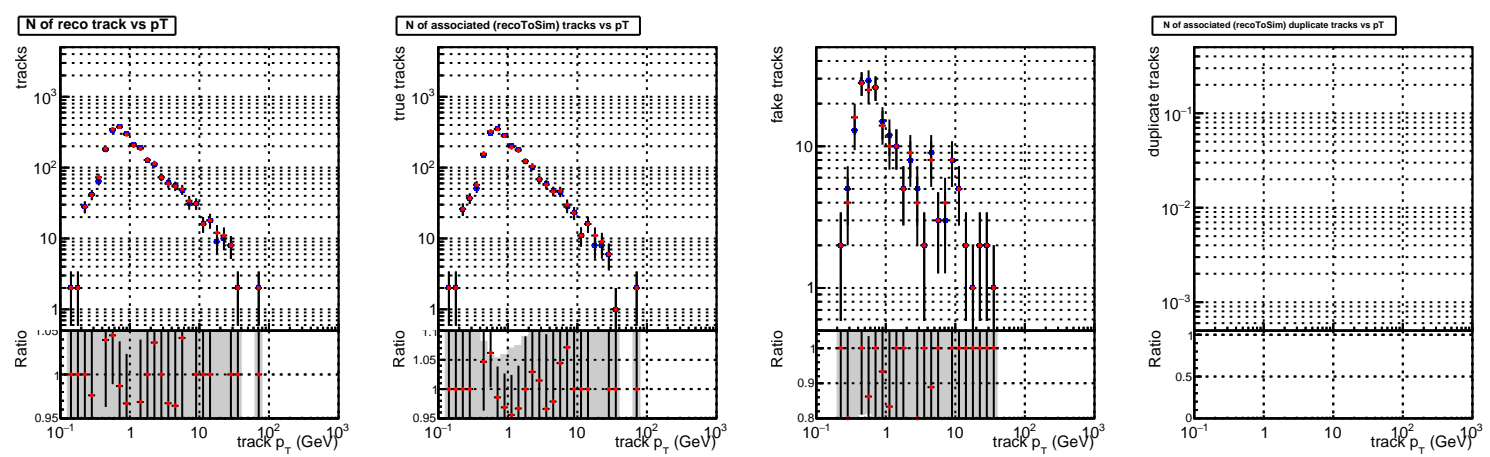 N of reco track vs pT
tracks
10³
10²
10
1
Ratio
1.05
1
0.95
10⁻¹ 1 10 10² 10³
track p_T (GeV)
N of associated (recoToSim) tracks vs pT
true tracks
10³
10²
10
1
Ratio
1.1
1.05
1
0.95
10⁻¹ 1 10 10² 10³
track p_T (GeV)
fake tracks
10
1
Ratio
1
0.9
0.8
10⁻¹ 1 10 10² 10³
track p_T (GeV)
N of associated (recoToSim) duplicate tracks vs pT
duplicate tracks
10⁻¹
10⁻²
10⁻³
Ratio
1
0.5
0
10⁻¹ 1 10 10² 10³
track p_T (GeV)